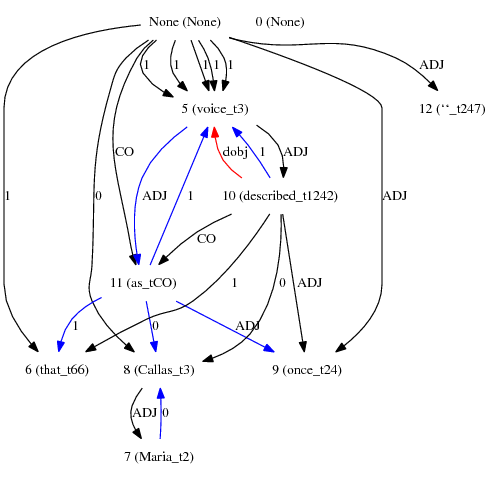 None (None) 0 (None)
1 1 1 1 1 ADJ
5 (voice_t3) 12 (“_t247)
CO ADJ dobj 1 ADJ
1 0 1 10 (described_t1242) ADJ
CO
11 (as_tCO) 1 0 ADJ
1 0 ADJ
6 (that_t66) 8 (Callas_t3) 9 (once_t24)
ADJ 0
7 (Maria_t2)